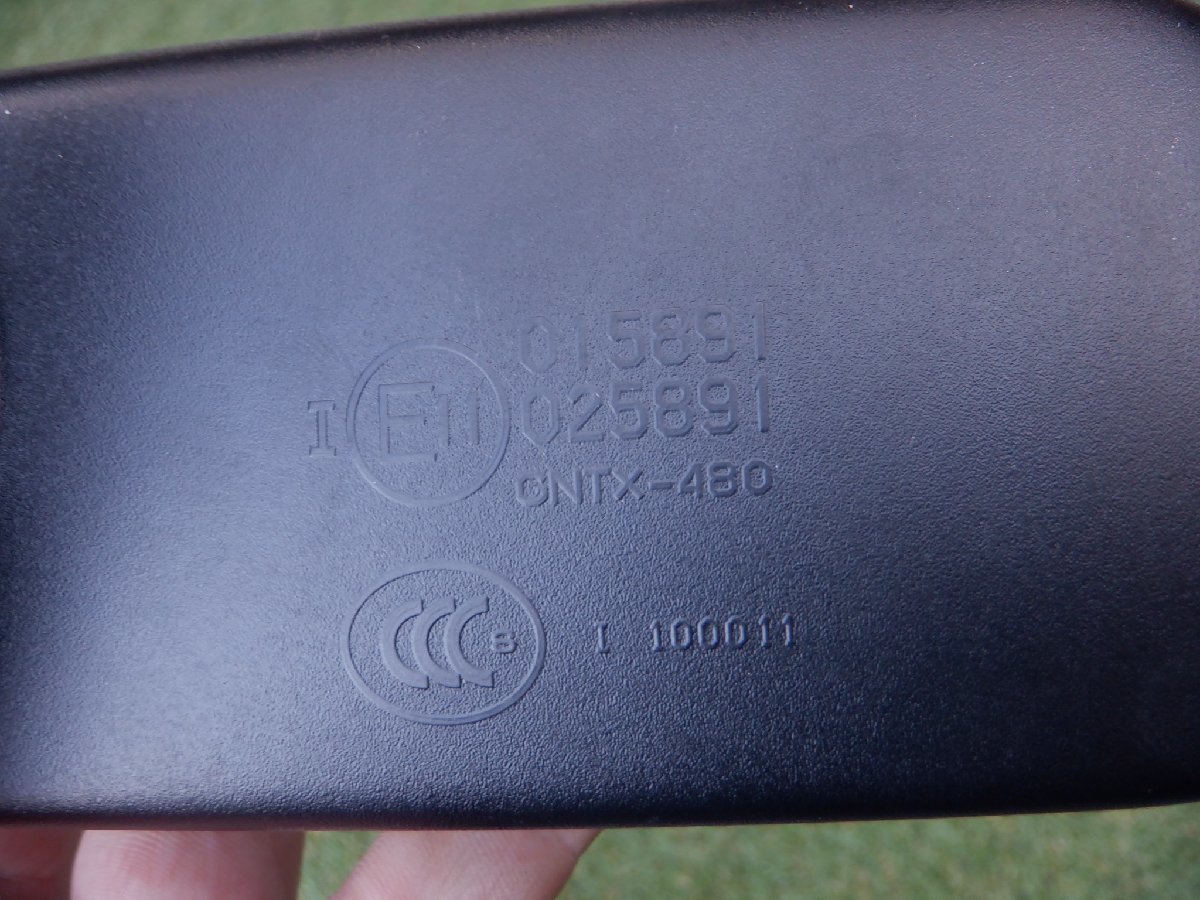 015891
I E11 025891
GNTX-480
CCC S I 100011